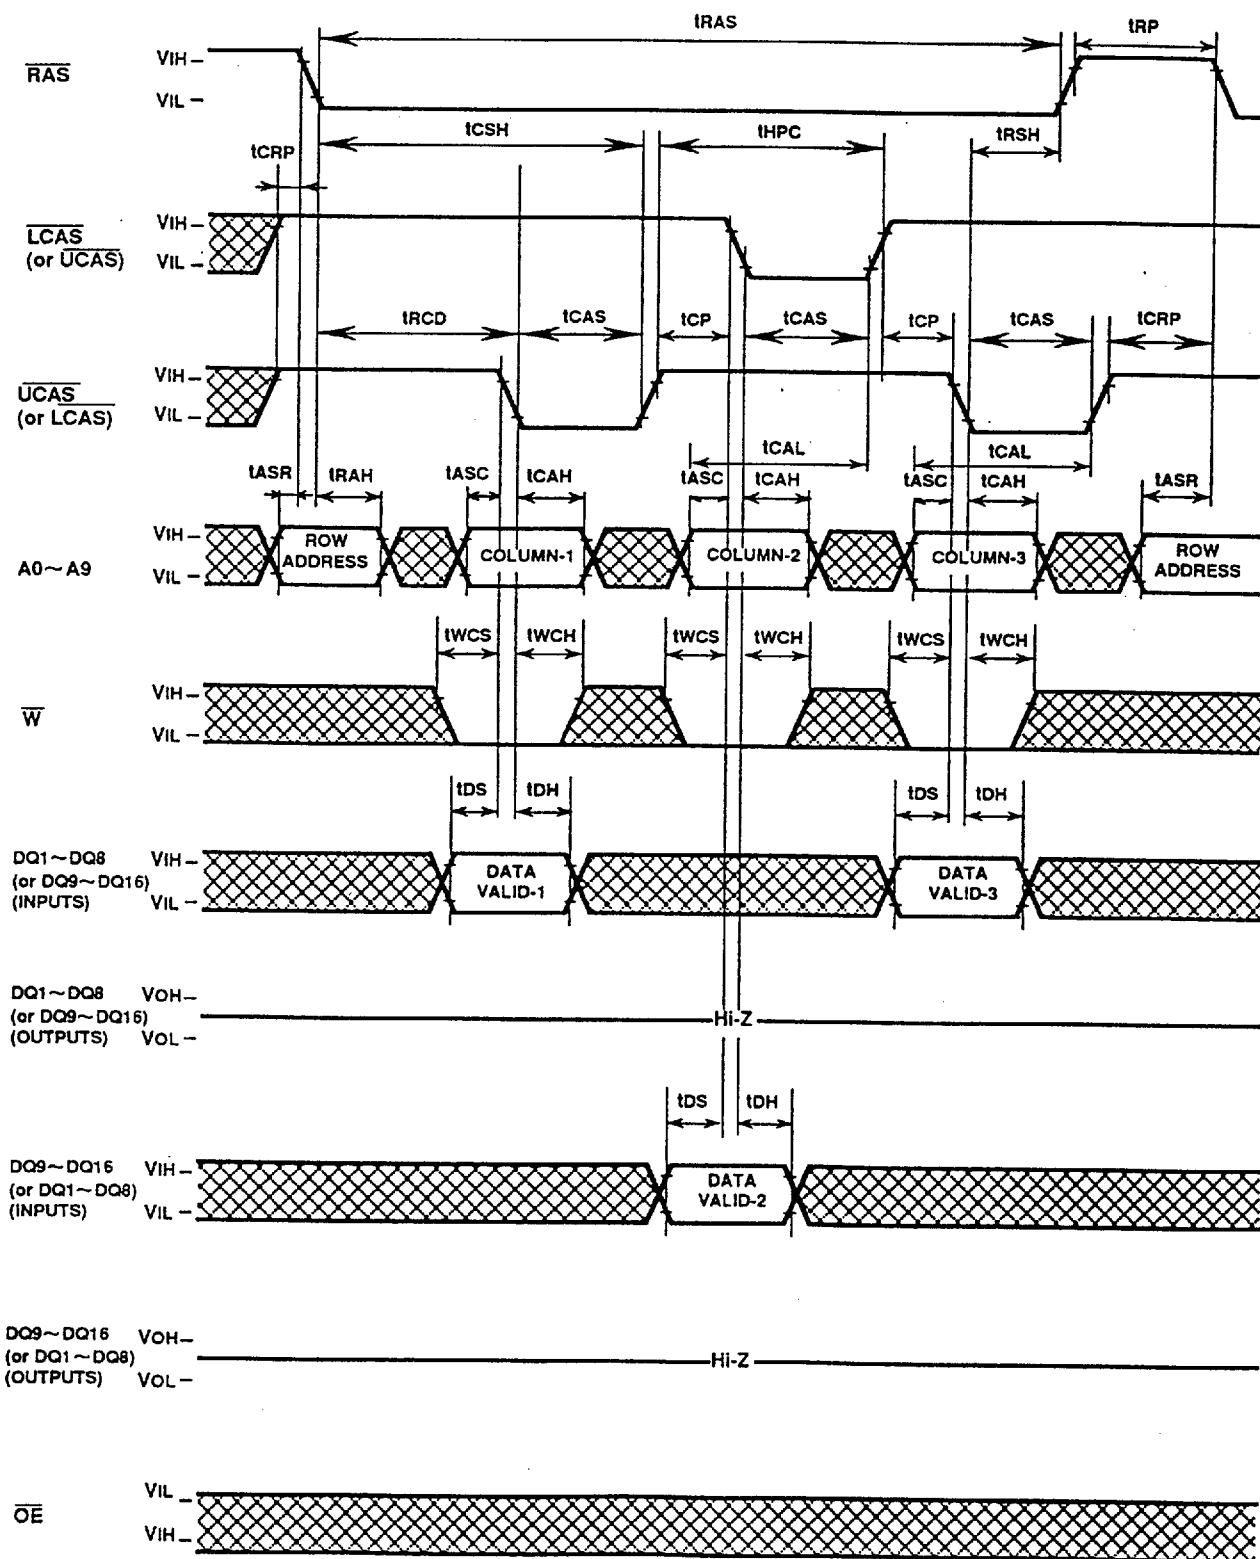 tRAS
tRP
RAS
VIH
VIL
tCSH
tHPC
tRSH
tCRP
LCAS
(or UCAS)
VIH
VIL
tRCD
tCAS
tCP
tCAS
tCP
tCAS
tCRP
UCAS
(or LCAS)
VIH
VIL
tCAL
tCAL
tASR
tRAH
tASC
tCAH
tASC
tCAH
tASC
tCAH
tASR
A0~A9
VIH
VIL
ROW
ADDRESS
COLUMN-1
COLUMN-2
COLUMN-3
ROW
ADDRESS
tWCS
tWCH
tWCS
tWCH
tWCS
tWCH
W
VIH
VIL
tDS
tDH
tDS
tDH
DQ1~DQ8
(or DQ9~DQ16)
(INPUTS)
VIH
VIL
DATA
VALID-1
DATA
VALID-3
DQ1~DQ8
(or DQ9~DQ16)
(OUTPUTS)
VOH
VOL
Hi-Z
tDS
tDH
DQ9~DQ16
(or DQ1~DQ8)
(INPUTS)
VIH
VIL
DATA
VALID-2
DQ9~DQ16
(or DQ1~DQ8)
(OUTPUTS)
VOH
VOL
Hi-Z
OE
VIL
VIH